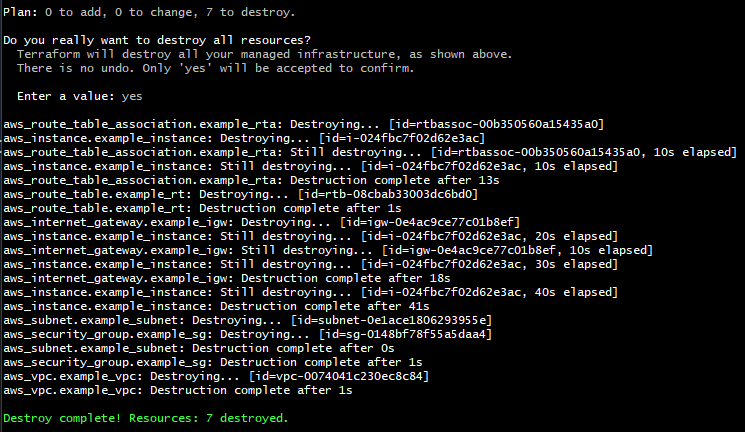 Plan: 0 to add, 0 to change, 7 to destroy.
Do you really want to destroy all resources?
Terraform will destroy all your managed infrastructure, as shown above.
There is no undo. Only 'yes' will be accepted to confirm.
Enter a value: yes
aws_route_table_association.example_rta: Destroying... [id=rtbassoc-00b350560a15435a0]
aws_instance.example_instance: Destroying... [id=i-024fbc7f02d62e3ac]
aws_route_table_association.example_rta: Still destroying... [id=rtbassoc-00b350560a15435a0, 10s elapsed]
aws_instance.example_instance: Still destroying... [id=i-024fbc7f02d62e3ac, 10s elapsed]
aws_route_table_association.example_rta: Destruction complete after 13s
aws_route_table.example_rt: Destroying... [id=rtb-08cbab33003dc6bd0]
aws_route_table.example_rt: Destruction complete after 1s
aws_internet_gateway.example_igw: Destroying... [id=igw-0e4ac9ce77c01b8ef]
aws_instance.example_instance: Still destroying... [id=i-024fbc7f02d62e3ac, 20s elapsed]
aws_internet_gateway.example_igw: Still destroying... [id=igw-0e4ac9ce77c01b8ef, 10s elapsed]
aws_instance.example_instance: Still destroying... [id=i-024fbc7f02d62e3ac, 30s elapsed]
aws_internet_gateway.example_igw: Destruction complete after 18s
aws_instance.example_instance: Still destroying... [id=i-024fbc7f02d62e3ac, 40s elapsed]
aws_instance.example_instance: Destruction complete after 41s
aws_subnet.example_subnet: Destroying... [id=subnet-0e1ace1806293955e]
aws_security_group.example_sg: Destroying... [id=sg-0148bf78f55a5daa4]
aws_subnet.example_subnet: Destruction complete after 0s
aws_security_group.example_sg: Destruction complete after 1s
aws_vpc.example_vpc: Destroying... [id=vpc-0074041c230ec8c84]
aws_vpc.example_vpc: Destruction complete after 1s
Destroy complete! Resources: 7 destroyed.